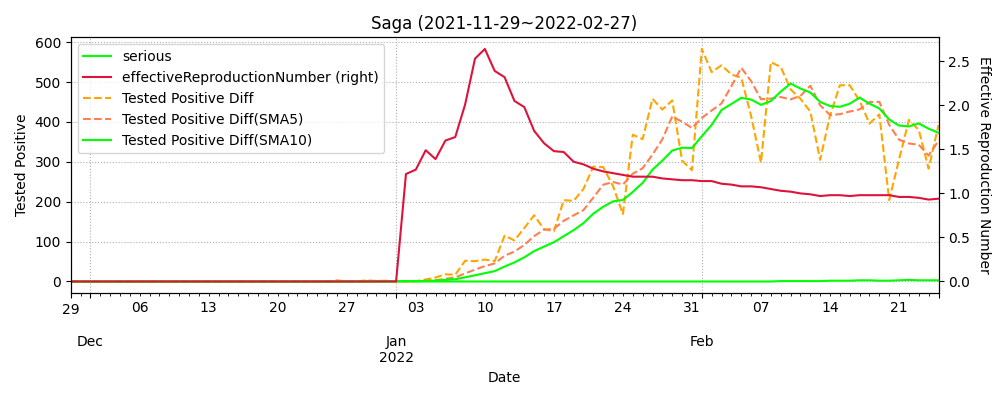 Saga (2021-11-29~2022-02-27)
serious
effectiveReproductionNumber (right)
Tested Positive Diff
Tested Positive Diff(SMA5)
Tested Positive Diff(SMA10)
Tested Positive
600
500
400
300
200
100
0
2.5
2.0
1.5
1.0
0.5
0.0
Effective Reproduction Number
29 06 13 20 27 03 10 17 24 31 07 14 21
Dec Jan Feb
2022
Date